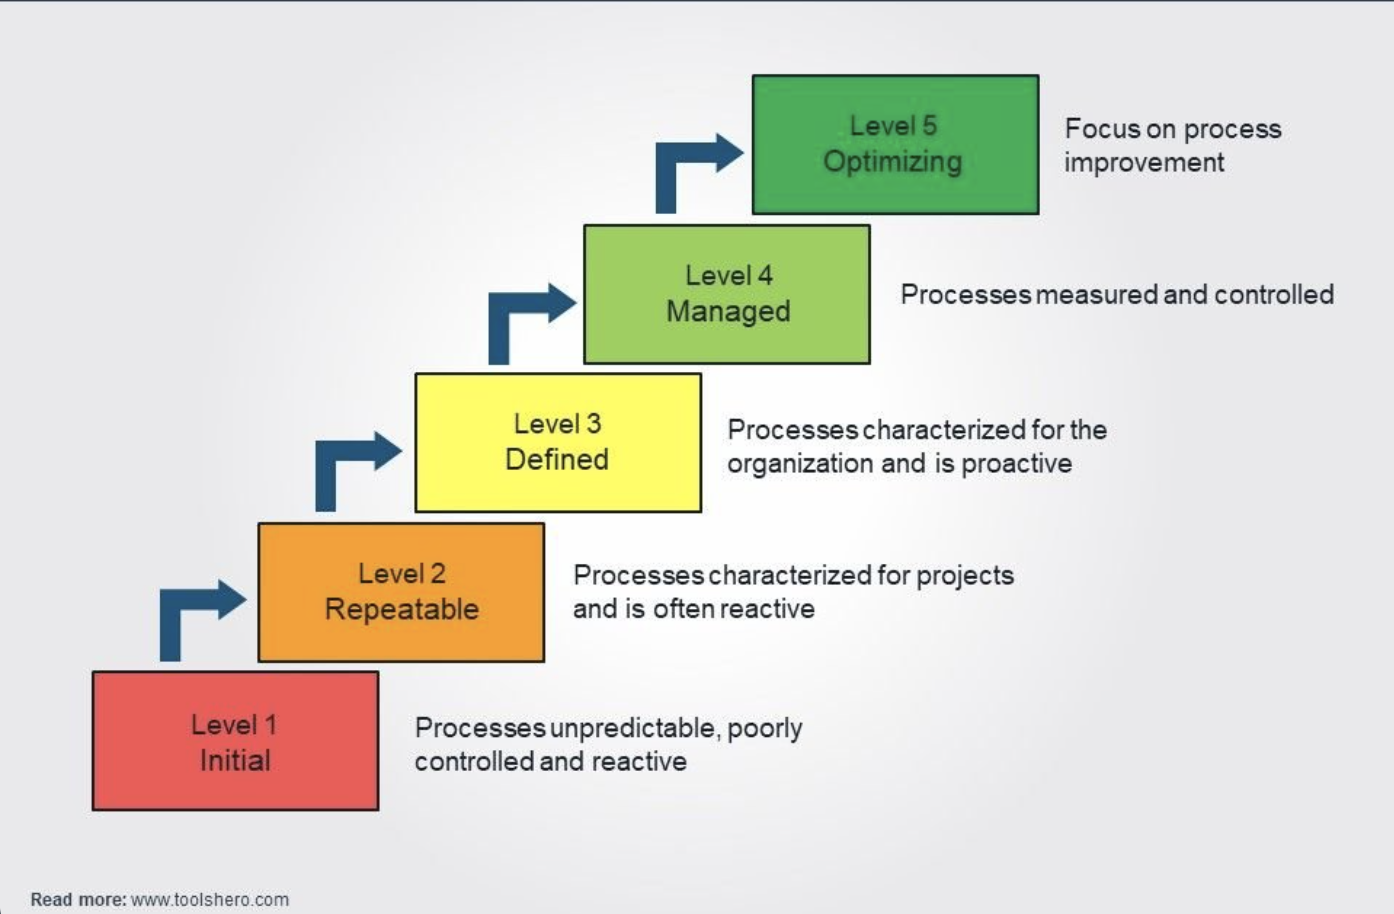 Level 5
Optimizing
Focus on process
improvement
Level 4
Managed
Processes measured and controlled
Level 3
Defined
Processes characterized for the
organization and is proactive
Level 2
Repeatable
Processes characterized for projects
and is often reactive
Level 1
Initial
Processes unpredictable, poorly
controlled and reactive
Read more: www.toolshero.com